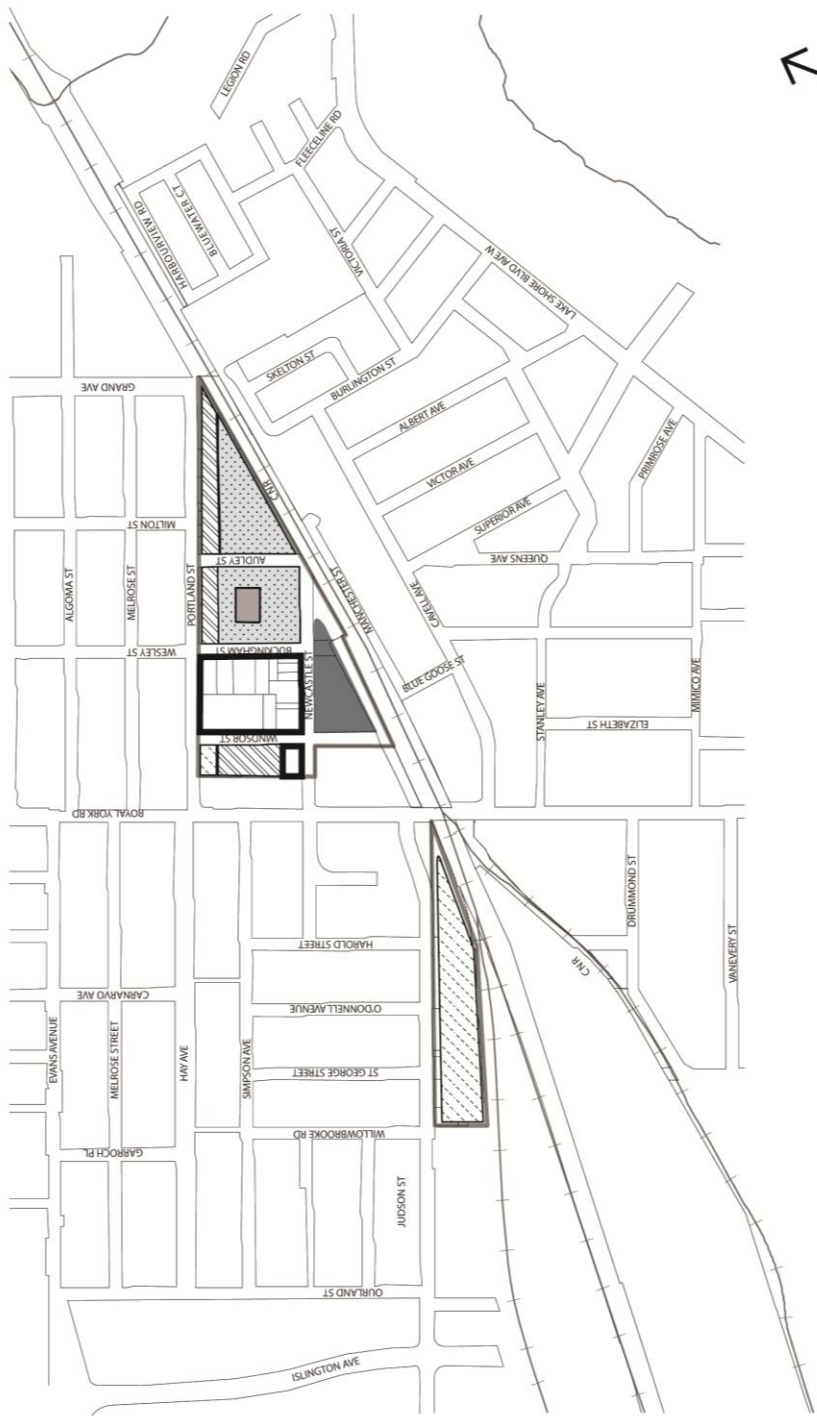 LEGION RD
FLEECELINE RD
HARBOURVIEW RD
BLUEWATER CT
VICTORIA ST
LAKE SHORE BLVD AVE W
SKELTON ST
BURLINGTON ST
GRAND AVE
ALBERT AVE
CNR
VICTOR AVE
PRIMROSE AVE
SUPERIOR AVE
MILTON ST
AUDLEY ST
QUEENS AVE
ALGOMA ST
MELROSE ST
PORTLAND ST
MANCHESTER ST
CAVELL AVE
WESLEY ST
BUCKINGHAM ST
NEWCASTLE ST
BLUE GOOSE ST
STANLEY AVE
MIMICO AVE
ELIZABETH ST
WINDSOR ST
ROYAL YORK RD
DRUMMOND ST
HAROLD STREET
CNR
VANEVERY ST
CARNARVO AVE
O'DONNELL AVENUE
EVANS AVENUE
MELROSE STREET
HAY AVE
SIMPSON AVE
ST GEORGE STREET
WILLOWBROOKE RD
GARROCH PL
JUDSON ST
OURLAND ST
ISLINGTON AVE